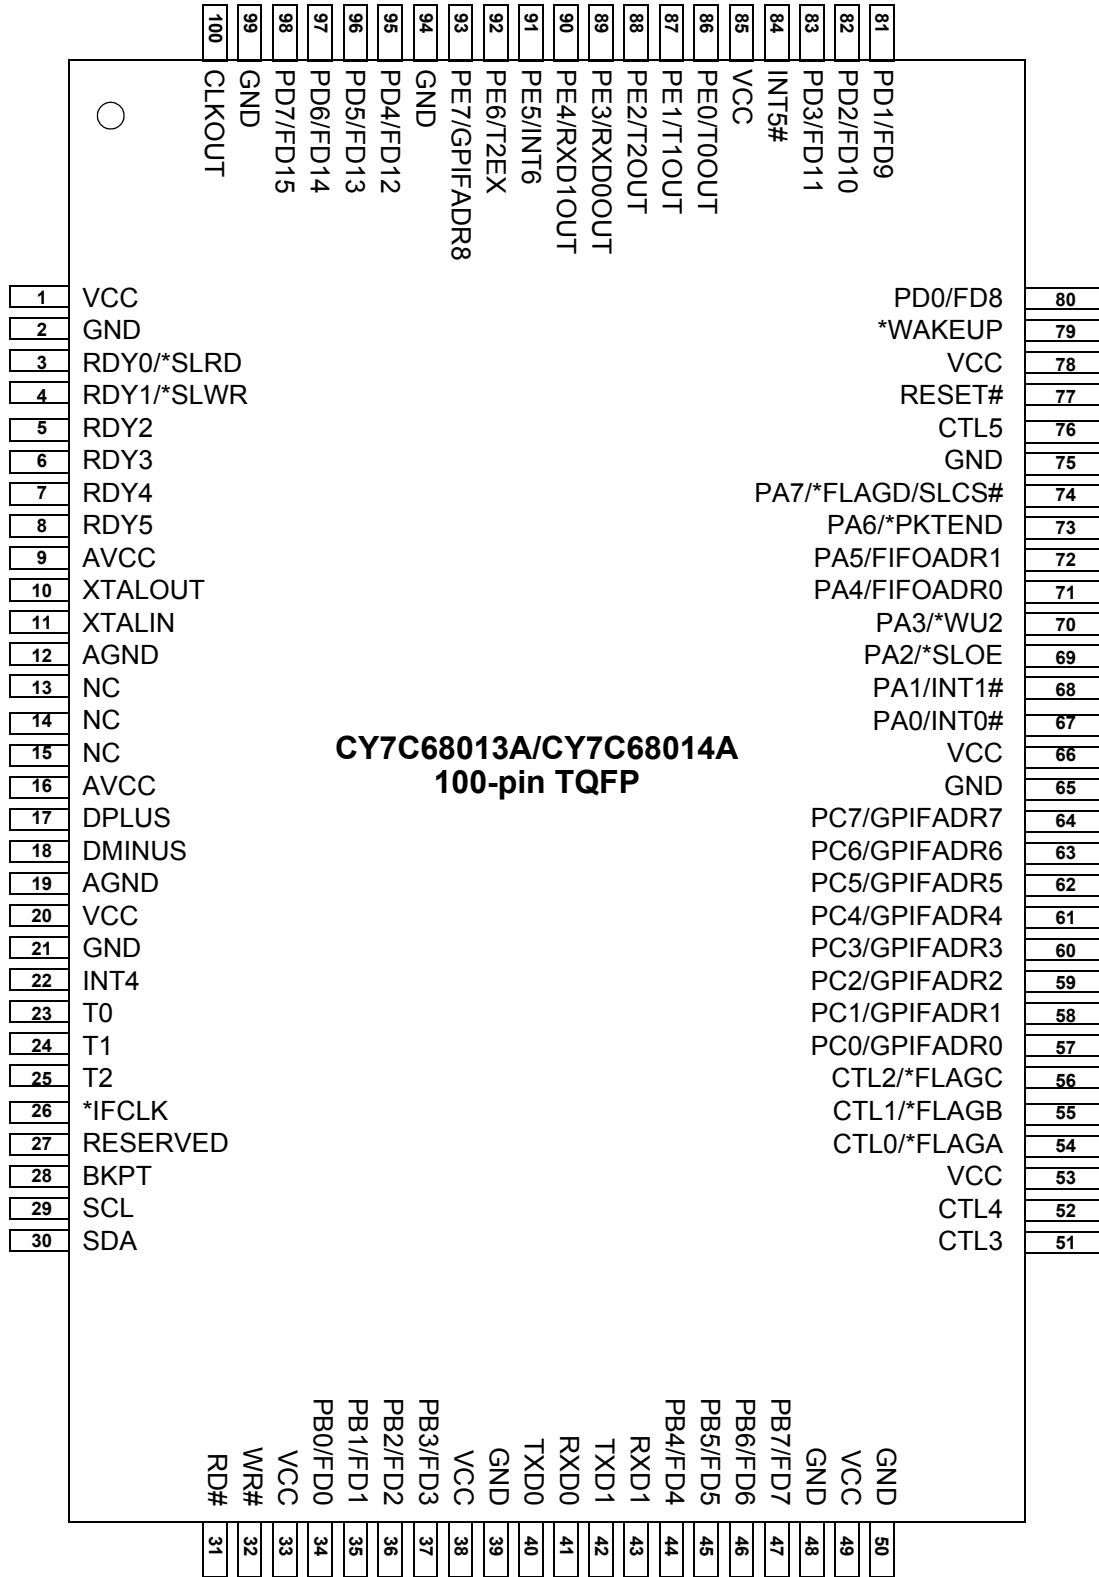 100 99 98 97 96 95 94 93 92 91 90 89 88 87 86 85 84 83 82 81
CLKOUT
GND
PD7/FD15
PD6/FD14
PD5/FD13
PD4/FD12
GND
PE7/GPIFADR8
PE6/T2EX
PE5/INT6
PE4/RXD1OUT
PE3/RXD0OUT
PE2/T2OUT
PE1/T1OUT
PE0/T0OUT
VCC
INT5#
PD3/FD11
PD2/FD10
PD1/FD9
1 VCC
2 GND
3 RDY0/*SLRD
4 RDY1/*SLWR
5 RDY2
6 RDY3
7 RDY4
8 RDY5
9 AVCC
10 XTALOUT
11 XTALIN
12 AGND
13 NC
14 NC
15 NC
16 AVCC
17 DPLUS
18 DMINUS
19 AGND
20 VCC
21 GND
22 INT4
23 T0
24 T1
25 T2
26 *IFCLK
27 RESERVED
28 BKPT
29 SCL
30 SDA
CY7C68013A/CY7C68014A
100-pin TQFP
PD0/FD8 80
*WAKEUP 79
VCC 78
RESET# 77
CTL5 76
GND 75
PA7/*FLAGD/SLCS# 74
PA6/*PKTEND 73
PA5/FIFOADR1 72
PA4/FIFOADR0 71
PA3/*WU2 70
PA2/*SLOE 69
PA1/INT1# 68
PA0/INT0# 67
VCC 66
GND 65
PC7/GPIFADR7 64
PC6/GPIFADR6 63
PC5/GPIFADR5 62
PC4/GPIFADR4 61
PC3/GPIFADR3 60
PC2/GPIFADR2 59
PC1/GPIFADR1 58
PC0/GPIFADR0 57
CTL2/*FLAGC 56
CTL1/*FLAGB 55
CTL0/*FLAGA 54
VCC 53
CTL4 52
CTL3 51
RD#
WR#
VCC
PB0/FD0
PB1/FD1
PB2/FD2
PB3/FD3
VCC
GND
TXD0
RXD0
TXD1
RXD1
PB4/FD4
PB5/FD5
PB6/FD6
PB7/FD7
GND
VCC
GND
31 32 33 34 35 36 37 38 39 40 41 42 43 44 45 46 47 48 49 50